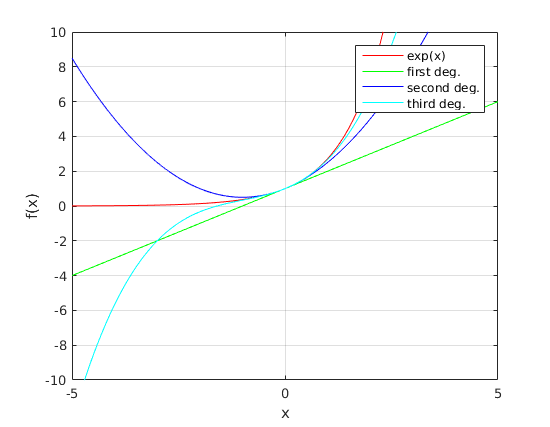 10
8
6
4
2
0
-2
-4
-6
-8
-10
-5
0
5
x
f(x)
exp(x)
first deg.
second deg.
third deg.